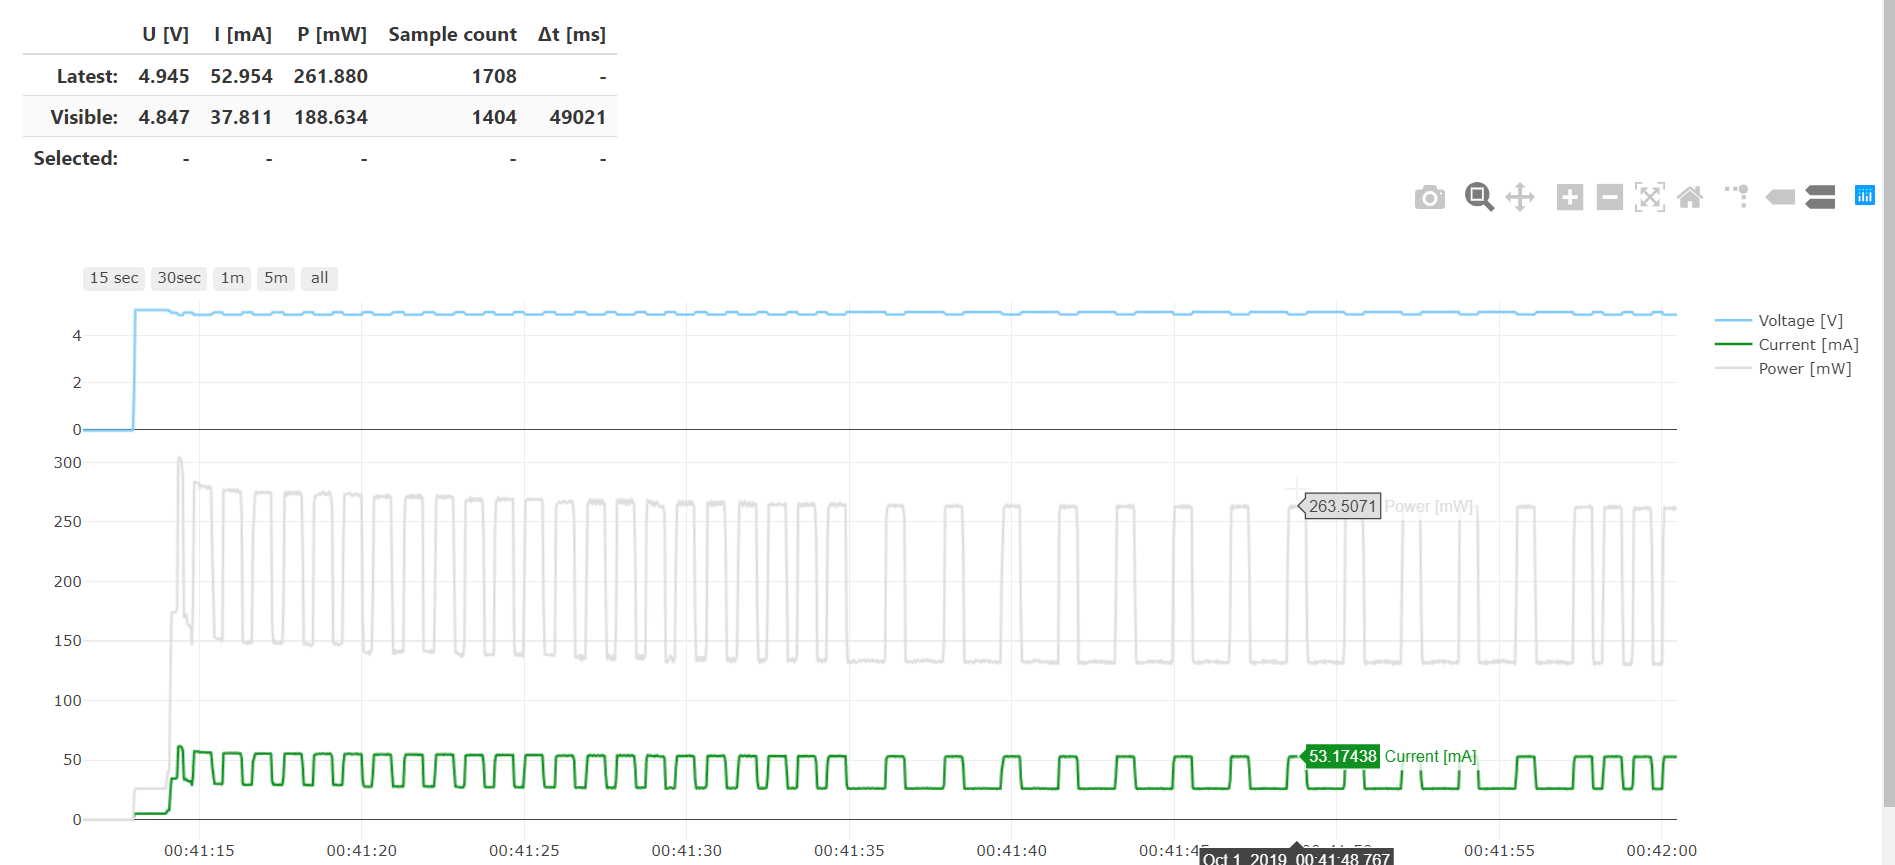 U [V] I [mA] P [mW] Sample count Δt [ms]
Latest: 4.945 52.954 261.880 1708 -
Visible: 4.847 37.811 188.634 1404 49021
Selected: - - - - -
15 sec 30sec 1m 5m all
4
2
0
Voltage [V]
Current [mA]
Power [mW]
300
250
200
150
100
50
0
263.5071 Power [mW]
53.17438 Current [mA]
00:41:15 00:41:20 00:41:25 00:41:30 00:41:35 00:41:40 00:41:45 00:41:55 00:42:00
Oct 1, 2019, 00:41:48.767